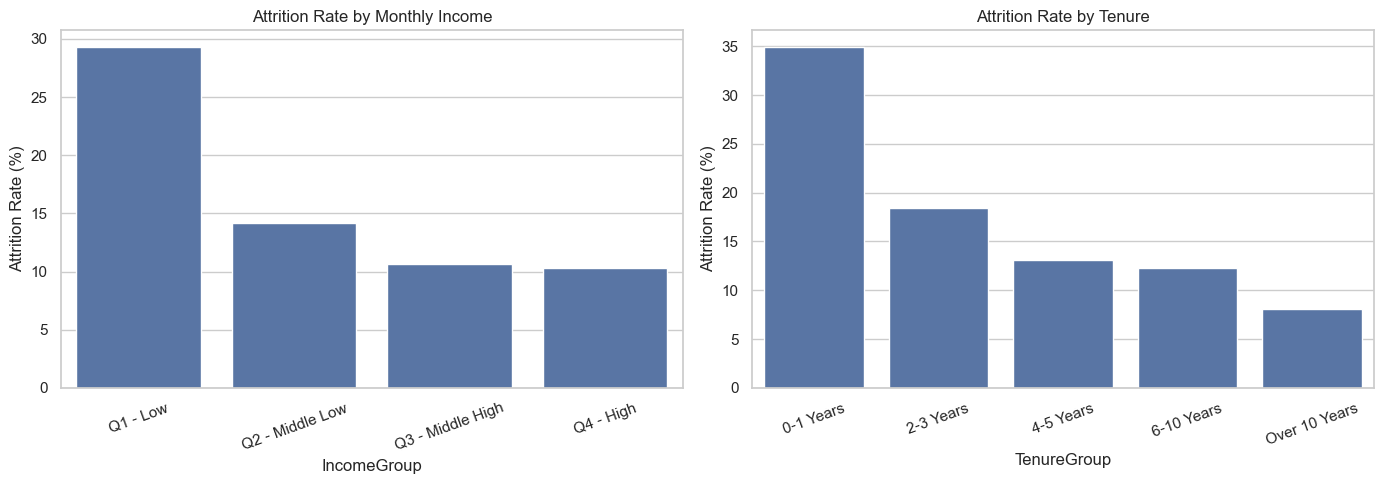 Attrition Rate by Monthly Income
Attrition Rate (%)
30
25
20
15
10
5
0
Q1 - Low
Q2 - Middle Low
Q3 - Middle High
Q4 - High
IncomeGroup
Attrition Rate by Tenure
Attrition Rate (%)
35
30
25
20
15
10
5
0
0-1 Years
2-3 Years
4-5 Years
6-10 Years
Over 10 Years
TenureGroup